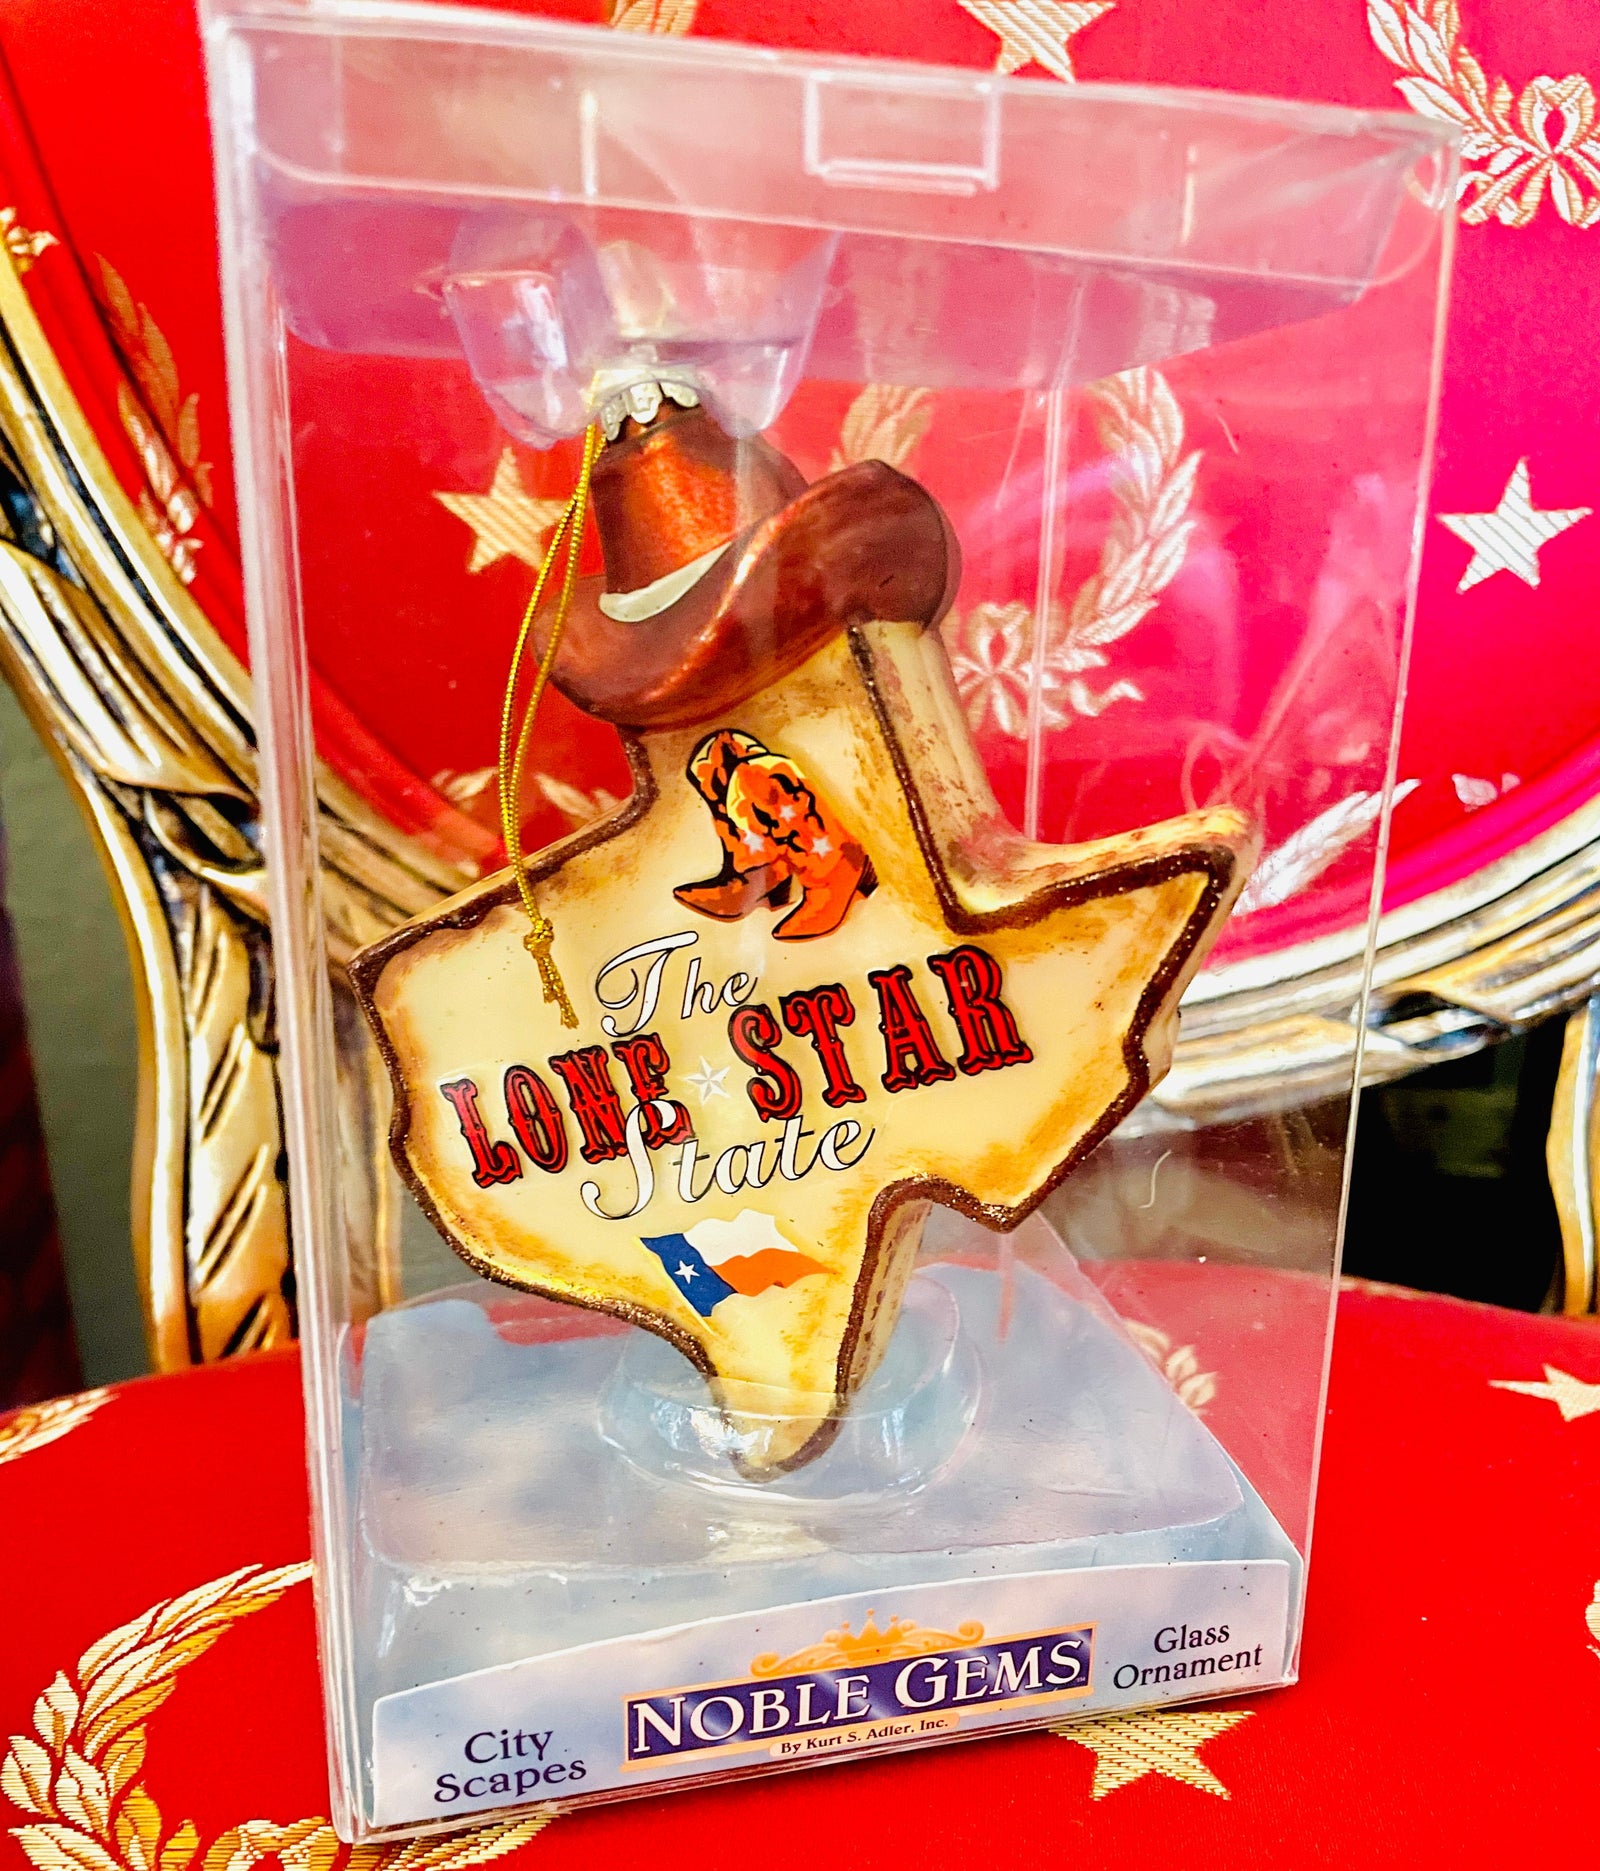 The
LONE STAR
State
City
Scapes
NOBLE GEMS
By Kurt S. Adler, Inc.
Glass
Ornament